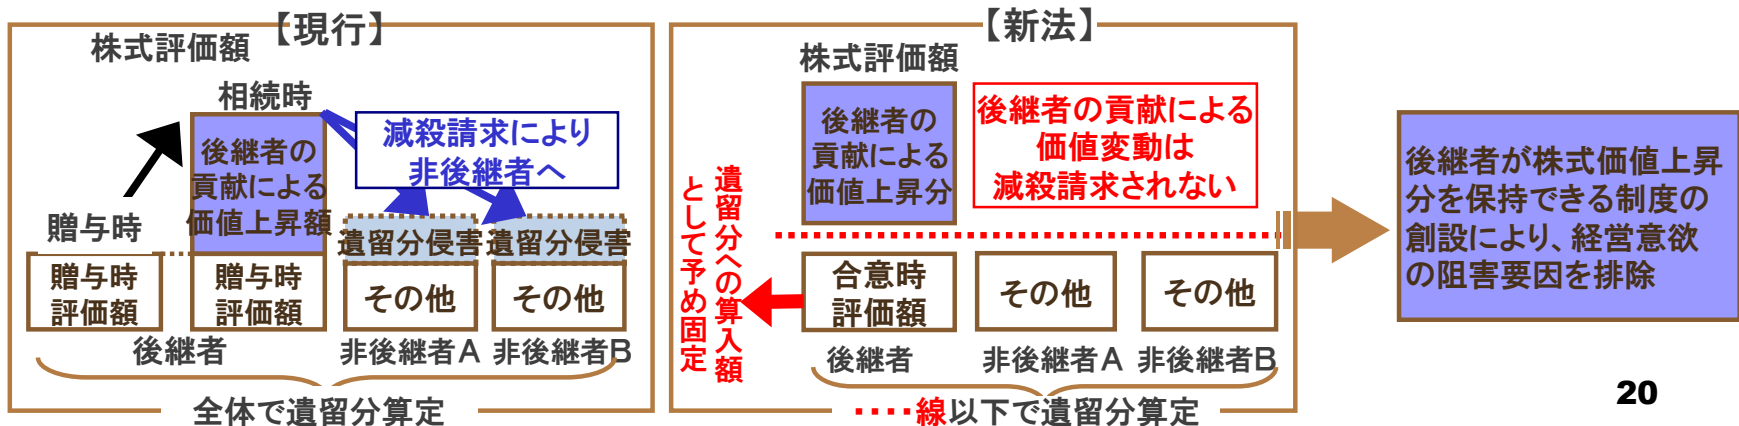 【現行】
株式評価額
相続時
後継者の
貢献による
価値上昇額
減殺請求により
非後継者へ
贈与時
遺留分侵害
遺留分侵害
贈与時
評価額
贈与時
評価額
その他
その他
後継者
非後継者A
非後継者B
全体で遺留分算定
【新法】
株式評価額
後継者の
貢献による
価値上昇分
後継者の貢献による
価値変動は
減殺請求されない
遺留分への算入額
として予め固定
合意時
評価額
その他
その他
後継者
非後継者A
非後継者B
····線以下で遺留分算定
後継者が株式価値上昇
分を保持できる制度の
創設により、経営意欲
の阻害要因を排除
20